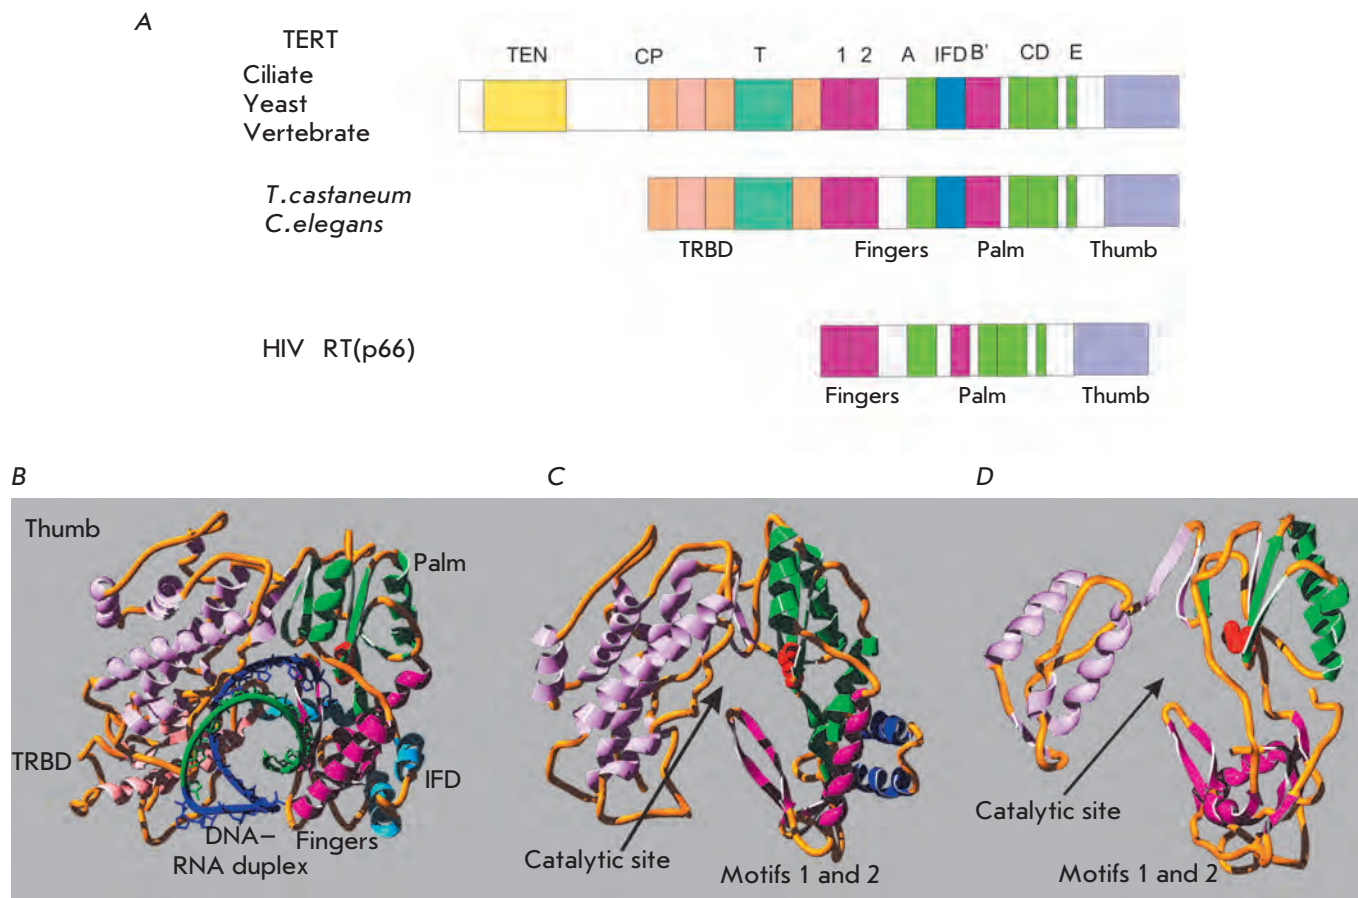 A
TERT
TEN CP T 1 2 A IFD B' CD E
Ciliate
Yeast
Vertebrate
T.castaneum
C.elegans
TRBD Fingers Palm Thumb
HIV RT(p66)
Fingers Palm Thumb
B C D
Thumb
Palm
TRBD
IFD
DNA–
RNA duplex
Fingers
Catalytic site
Motifs 1 and 2
Catalytic site
Motifs 1 and 2